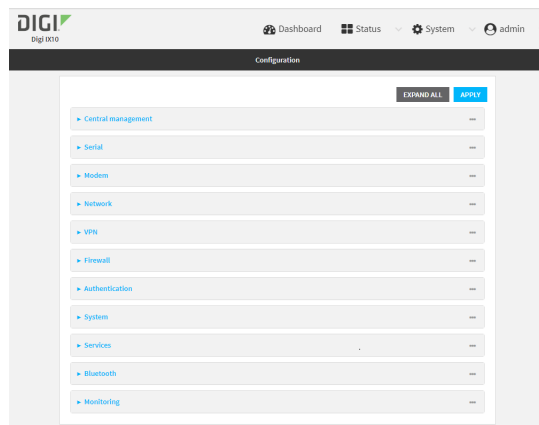 DIGI
Digi IX10
Dashboard Status System admin
Configuration
EXPAND ALL APPLY
Central management
Serial
Modem
Network
VPN
Firewall
Authentication
System
Services
Bluetooth
Monitoring